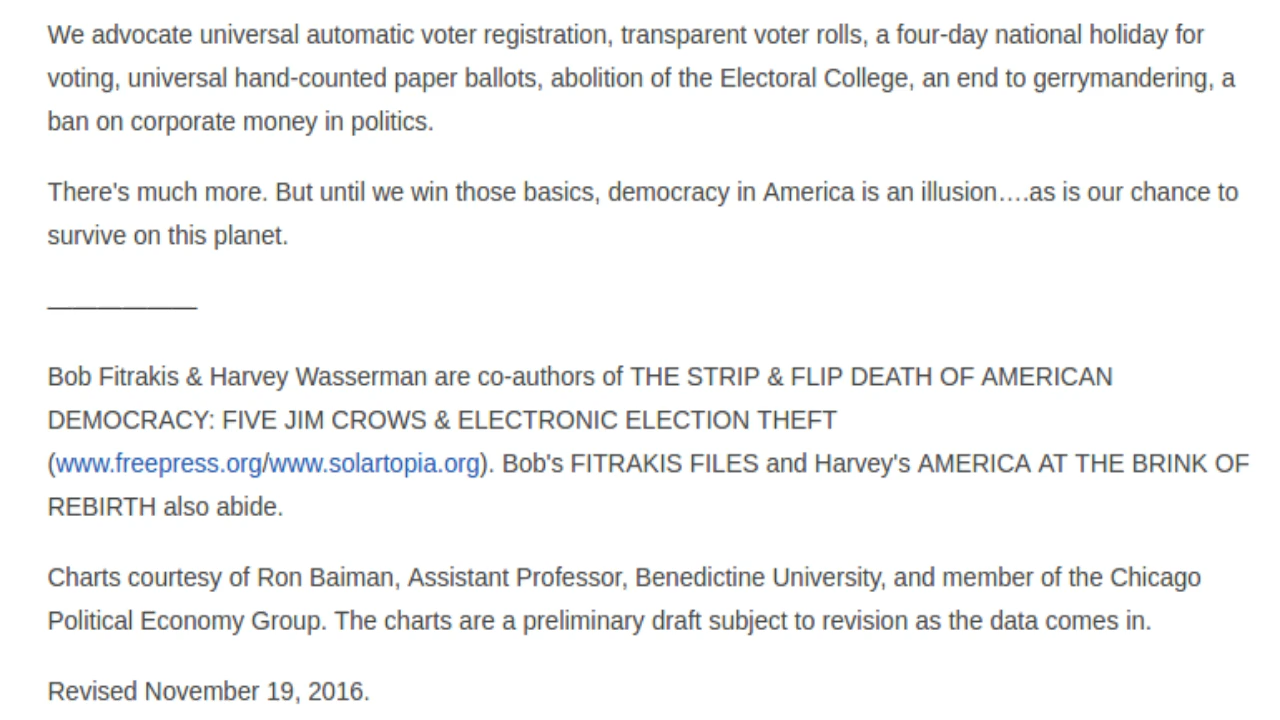 We advocate universal automatic voter registration, transparent voter rolls, a four-day national holiday for
voting, universal hand-counted paper ballots, abolition of the Electoral College, an end to gerrymandering, a
ban on corporate money in politics.
There's much more. But until we win those basics, democracy in America is an illusion….as is our chance to
survive on this planet.
——————
Bob Fitrakis & Harvey Wasserman are co-authors of THE STRIP & FLIP DEATH OF AMERICAN
DEMOCRACY: FIVE JIM CROWS & ELECTRONIC ELECTION THEFT
(www.freepress.org/www.solartopia.org). Bob's FITRAKIS FILES and Harvey's AMERICA AT THE BRINK OF
REBIRTH also abide.
Charts courtesy of Ron Baiman, Assistant Professor, Benedictine University, and member of the Chicago
Political Economy Group. The charts are a preliminary draft subject to revision as the data comes in.
Revised November 19, 2016.